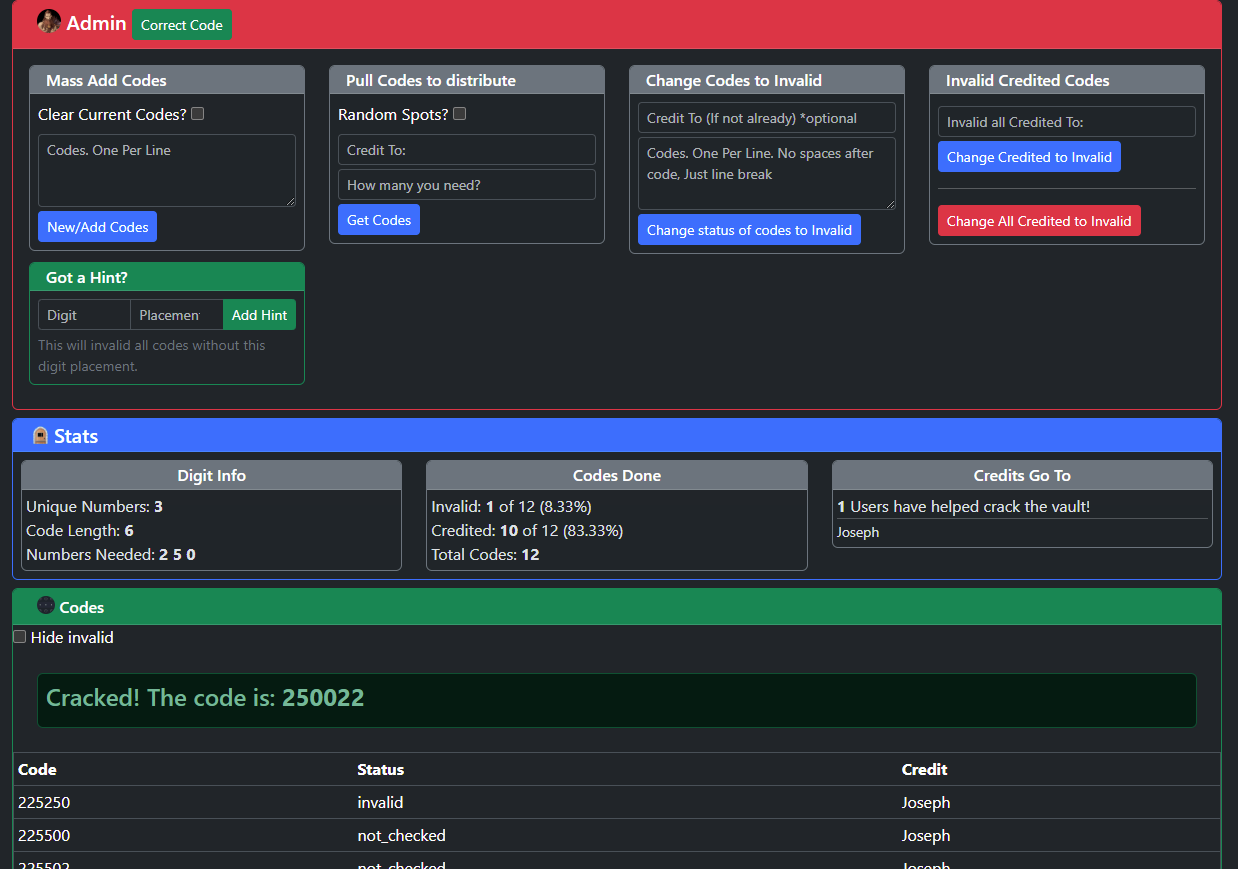 Admin Correct Code
Mass Add Codes
Clear Current Codes?
Codes. One Per Line
New/Add Codes
Pull Codes to distribute
Random Spots?
Credit To:
How many you need?
Get Codes
Change Codes to Invalid
Credit To (If not already) *optional
Codes. One Per Line. No spaces after
code, Just line break
Change status of codes to Invalid
Invalid Credited Codes
Invalid all Credited To:
Change Credited to Invalid
Change All Credited to Invalid
Got a Hint?
Digit Placemen Add Hint
This will invalid all codes without this
digit placement.
Stats
Digit Info
Unique Numbers: 3
Code Length: 6
Numbers Needed: 2 5 0
Codes Done
Invalid: 1 of 12 (8.33%)
Credited: 10 of 12 (83.33%)
Total Codes: 12
Credits Go To
1 Users have helped crack the vault!
Joseph
Codes
Hide invalid
Cracked! The code is: 250022
Code Status Credit
225250 invalid Joseph
225500 not_checked Joseph
225502 not_checked Joseph